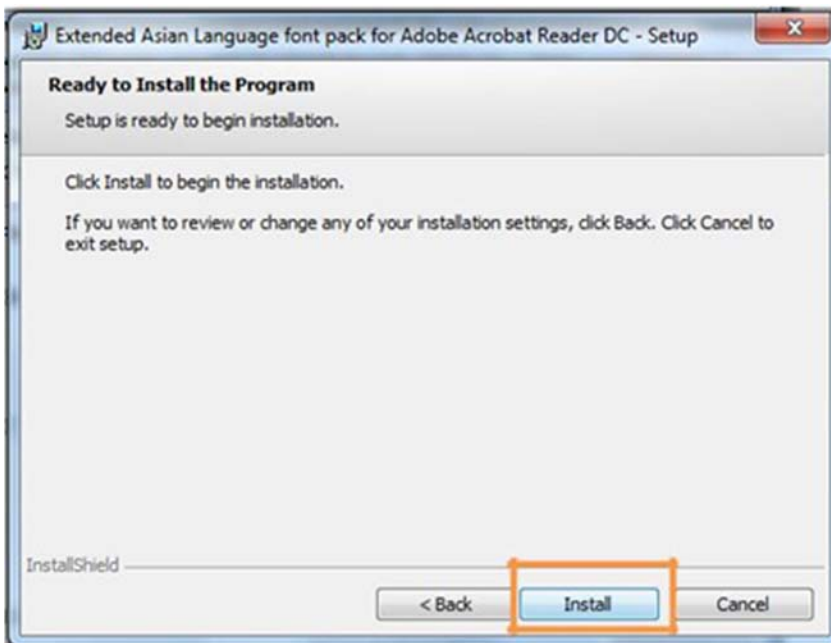 Extended Asian Language font pack for Adobe Acrobat Reader DC - Setup
Ready to Install the Program
Setup is ready to begin installation.
Click Install to begin the installation.
If you want to review or change any of your installation settings, click Back. Click Cancel to
exit setup.
InstallShield
< Back Install Cancel